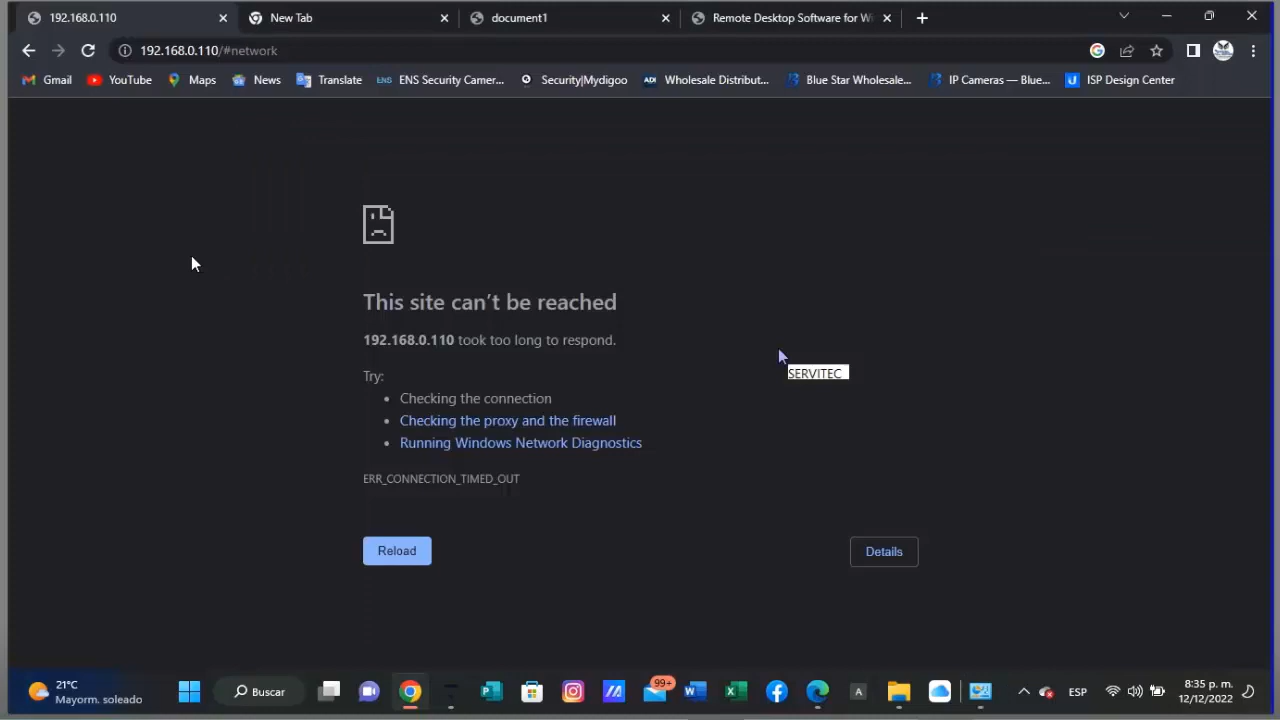 192.168.0.110
New Tab
document1
Remote Desktop Software for Wi
192.168.0.110/#network
Gmail
YouTube
Maps
News
Translate
ENS ENS Security Camer...
Security|Mydigoo
ADI Wholesale Distribut...
Blue Star Wholesale...
IP Cameras — Blue...
ISP Design Center
This site can't be reached
192.168.0.110 took too long to respond.
SERVITEC
Try:
Checking the connection
Checking the proxy and the firewall
Running Windows Network Diagnostics
ERR_CONNECTION_TIMED_OUT
Reload
Details
21°C
Mayorm. soleado
Buscar
99+
A
ESP
8:35 p. m.
12/12/2022